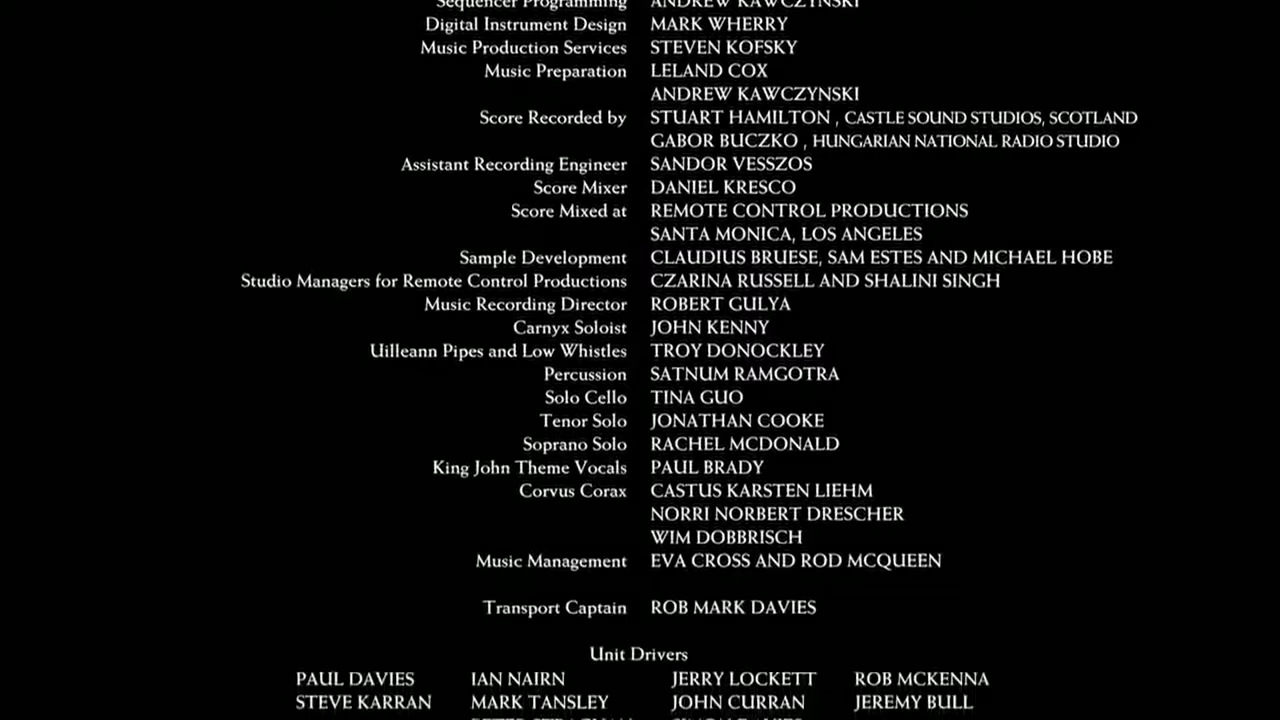 Sequencer Programming ANDREW KAWCZYNSKI
Digital Instrument Design MARK WHERRY
Music Production Services STEVEN KOFSKY
Music Preparation LELAND COX
ANDREW KAWCZYNSKI
Score Recorded by STUART HAMILTON , CASTLE SOUND STUDIOS, SCOTLAND
GABOR BUCZKO , HUNGARIAN NATIONAL RADIO STUDIO
Assistant Recording Engineer SANDOR VESSZOS
Score Mixer DANIEL KRESCO
Score Mixed at REMOTE CONTROL PRODUCTIONS
SANTA MONICA, LOS ANGELES
Sample Development CLAUDIUS BRUESE, SAM ESTES AND MICHAEL HOBE
Studio Managers for Remote Control Productions CZARINA RUSSELL AND SHALINI SINGH
Music Recording Director ROBERT GULYA
Carnyx Soloist JOHN KENNY
Uilleann Pipes and Low Whistles TROY DONOCKLEY
Percussion SATNUM RAMGOTRA
Solo Cello TINA GUO
Tenor Solo JONATHAN COOKE
Soprano Solo RACHEL MCDONALD
King John Theme Vocals PAUL BRADY
Corvus Corax CASTUS KARSTEN LIEHM
NORRI NORBERT DRESCHER
WIM DOBBRISCH
Music Management EVA CROSS AND ROD MCQUEEN
Transport Captain ROB MARK DAVIES
Unit Drivers
PAUL DAVIES IAN NAIRN JERRY LOCKETT ROB MCKENNA
STEVE KARRAN MARK TANSLEY JOHN CURRAN JEREMY BULL